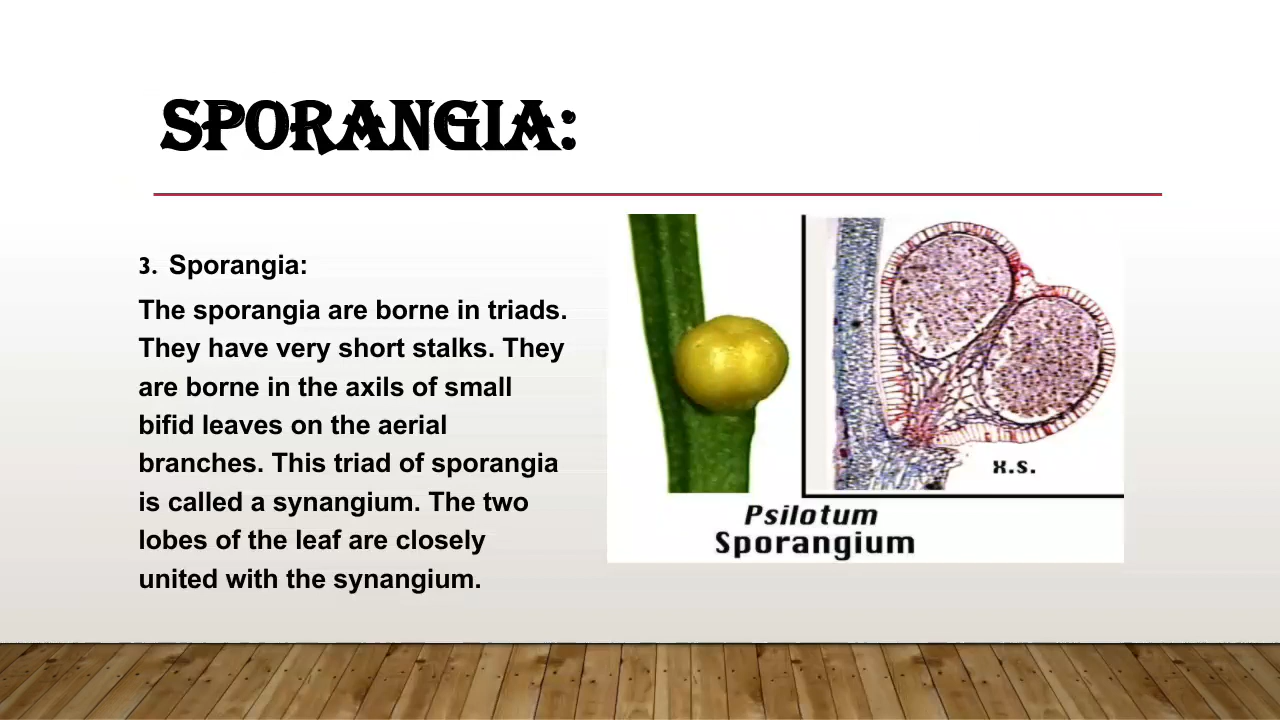 SPORANGIA:
3. Sporangia:
The sporangia are borne in triads.
They have very short stalks. They
are borne in the axils of small
bifid leaves on the aerial
branches. This triad of sporangia
is called a synangium. The two
lobes of the leaf are closely
united with the synangium.
X.S.
Psilotum
Sporangium